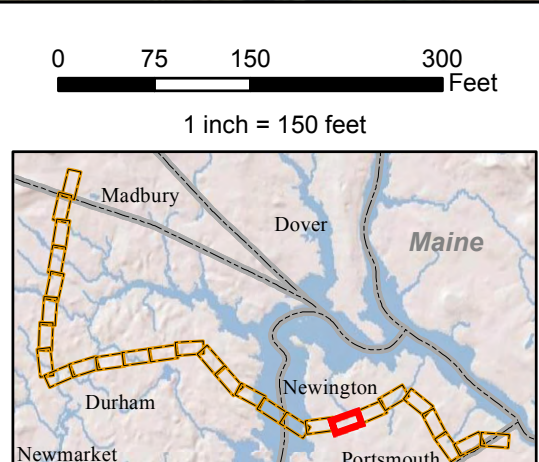 0 75 150 300
Feet
1 inch = 150 feet
Madbury
Dover
Maine
Newington
Durham
Newmarket
Portsmouth